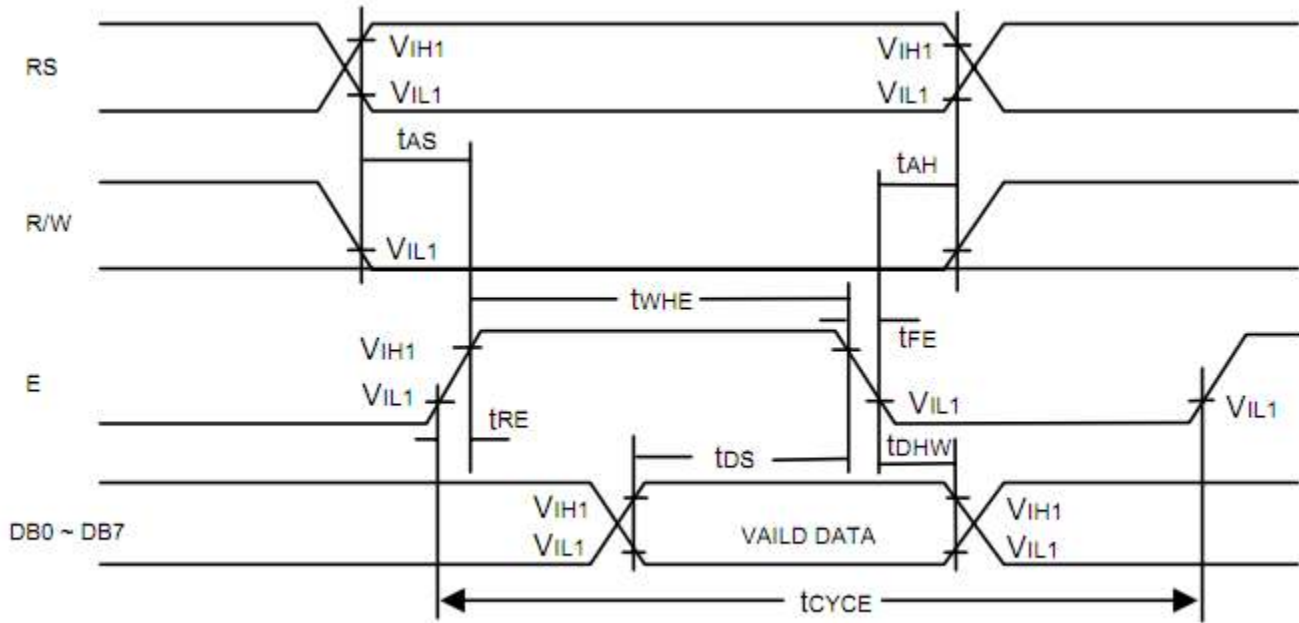 RS
VIH1
VIH1
VIL1
VIL1
tAS
tAH
R/W
VIL1
tWHE
tFE
VIH1
E
VIL1
VIL1
VIL1
tRE
tDS
tDHW
VIH1
VIH1
DB0 ~ DB7
VAILD DATA
VIL1
VIL1
tCYCE